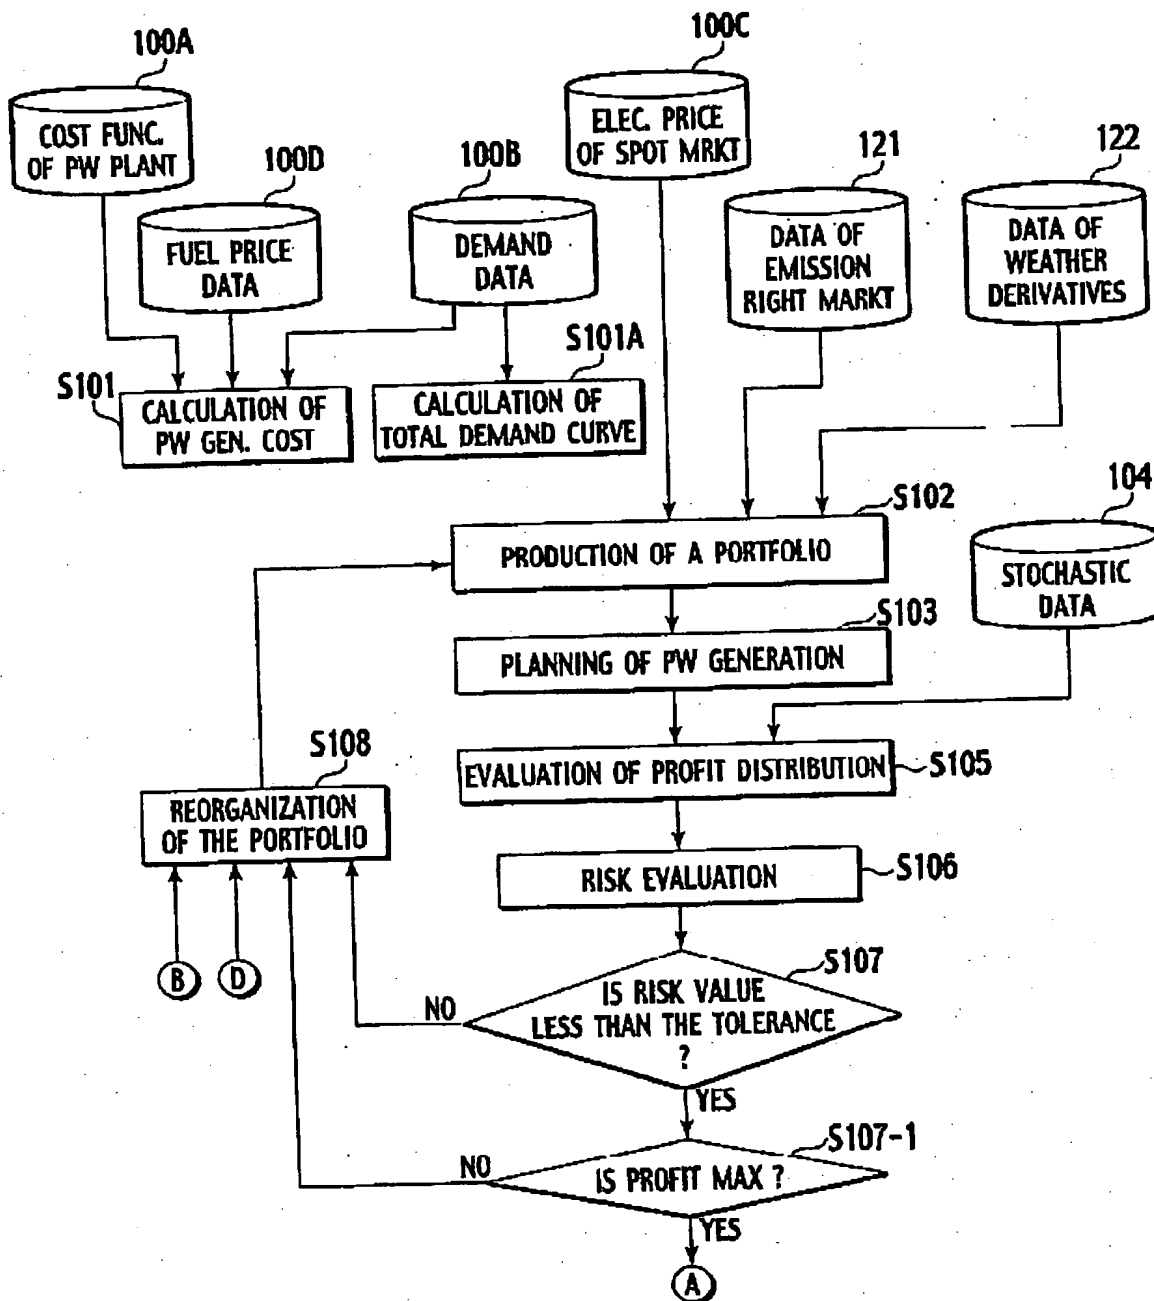 100A
100C
COST FUNC.
OF PW PLANT
ELEC. PRICE
OF SPOT MRKT
100D
100B
121
122
FUEL PRICE
DATA
DEMAND
DATA
DATA OF
EMISSION
RIGHT MARKT
DATA OF
WEATHER
DERIVATIVES
S101
S101A
CALCULATION OF
PW GEN. COST
CALCULATION OF
TOTAL DEMAND CURVE
S102
104
PRODUCTION OF A PORTFOLIO
STOCHASTIC
DATA
S103
PLANNING OF PW GENERATION
S108
EVALUATION OF PROFIT DISTRIBUTION
S105
REORGANIZATION
OF THE PORTFOLIO
RISK EVALUATION
S106
B
D
S107
NO
IS RISK VALUE
LESS THAN THE TOLERANCE
?
YES
S107-1
NO
IS PROFIT MAX ?
YES
A